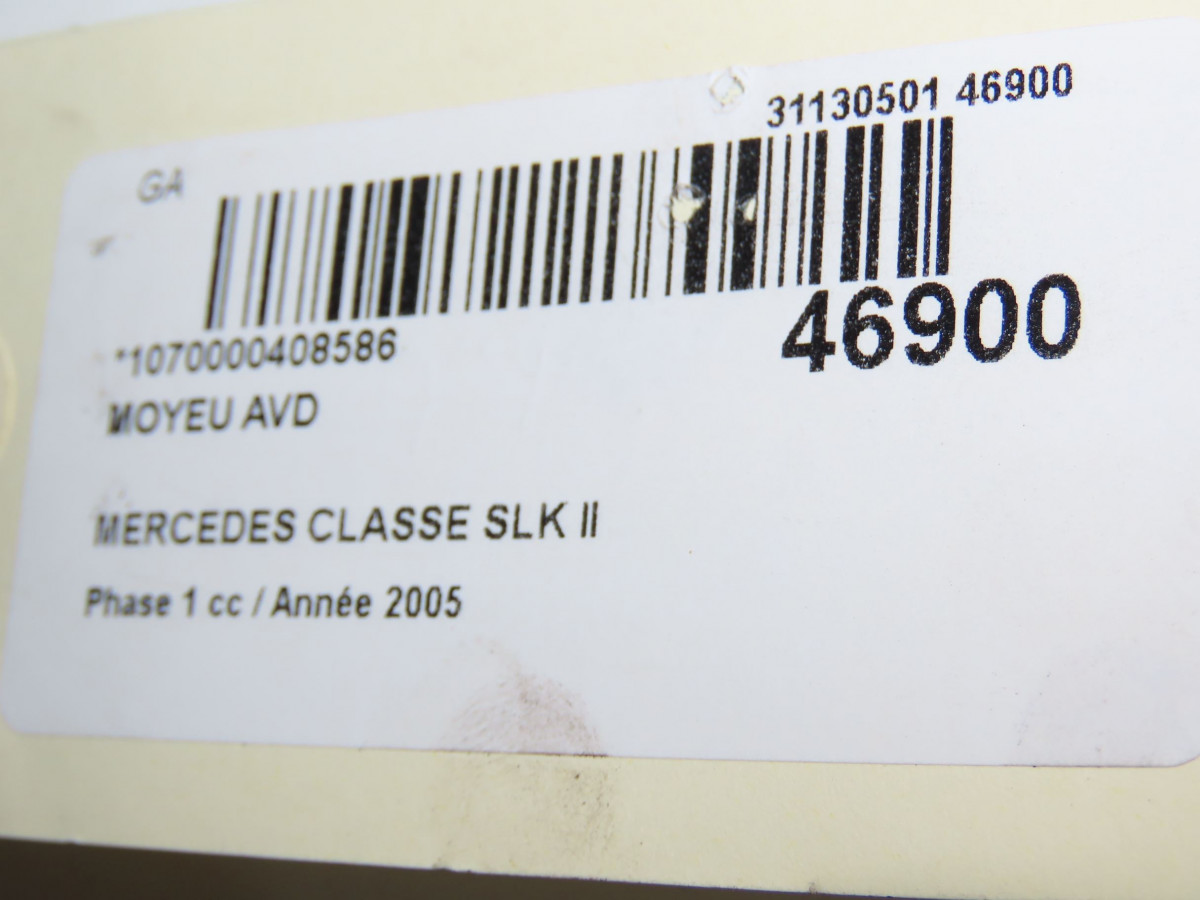 31130501 46900
GA
46900
*1070000408586
MOYEU AVD
MERCEDES CLASSE SLK II
Phase 1 cc / Année 2005